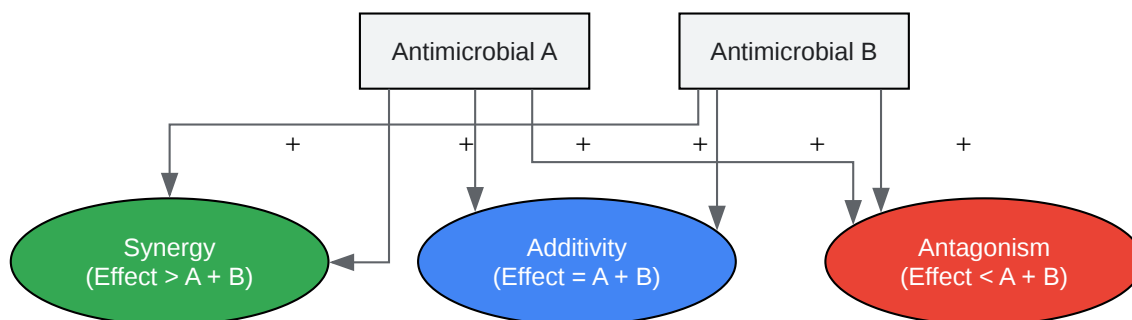 Antimicrobial A
Antimicrobial B
+ + + + + +
Synergy
(Effect > A + B)
Additivity
(Effect = A + B)
Antagonism
(Effect < A + B)